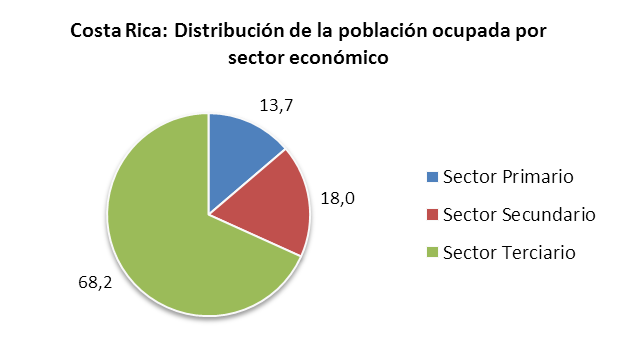 Costa Rica: Distribución de la población ocupada por
sector económico
13,7
18,0
68,2
Sector Primario
Sector Secundario
Sector Terciario